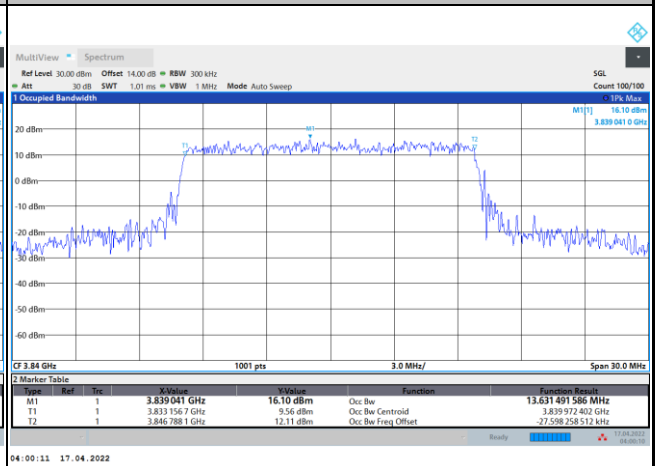 MultiView Spectrum
Ref Level 30.00 dBm Offset 14.00 dB RBW 300 kHz SGL
Att 30 dB SWT 1.01 ms VBW 1 MHz Mode Auto Sweep Count 100/100
1 Occupied Bandwidth 1Pk Max
M1[1] 16.10 dBm
3.839 041 0 GHz
20 dBm
M1
T1
T2
10 dBm
0 dBm
-10 dBm
-20 dBm
-30 dBm
-40 dBm
-50 dBm
-60 dBm
CF 3.84 GHz 1001 pts 3.0 MHz/ Span 30.0 MHz
2 Marker Table
Type Ref Trc X-Value Y-Value Function Function Result
M1 1 3.839 041 GHz 16.10 dBm Occ Bw 13.631 491 586 MHz
T1 1 3.833 156 7 GHz 9.56 dBm Occ Bw Centroid 3.839 972 402 GHz
T2 1 3.846 788 1 GHz 12.11 dBm Occ Bw Freq Offset -27.598 258 512 kHz
Ready 17.04.2022
04:00:10
04:00:11 17.04.2022